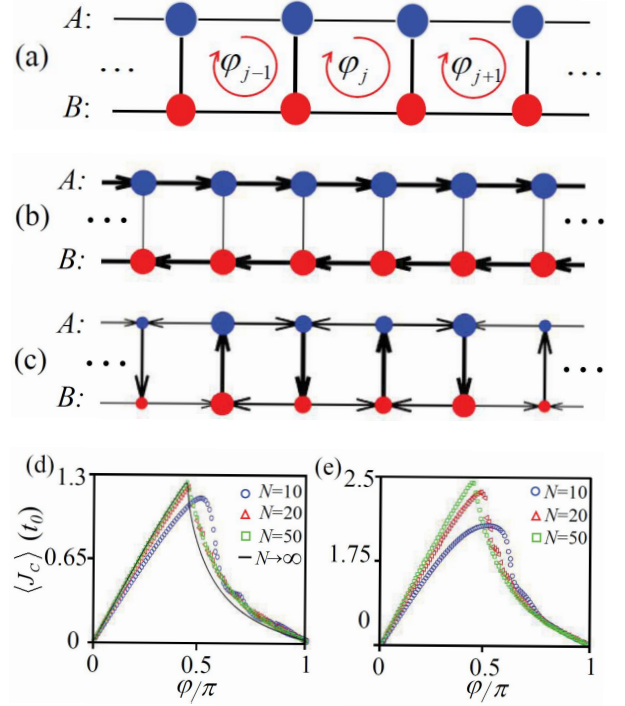 A:
(a) φj−1 φj φj+1
... ...
B:
A:
(b)
... ...
B:
A:
(c)
... ...
B:
(d) (e)
1.3
0.65
0
⟨Jc⟩ (t0)
N=10
N=20
N=50
N→∞
0 0.5 1
φ/π
2.5
1.75
0
N=10
N=20
N=50
0 0.5 1
φ/π